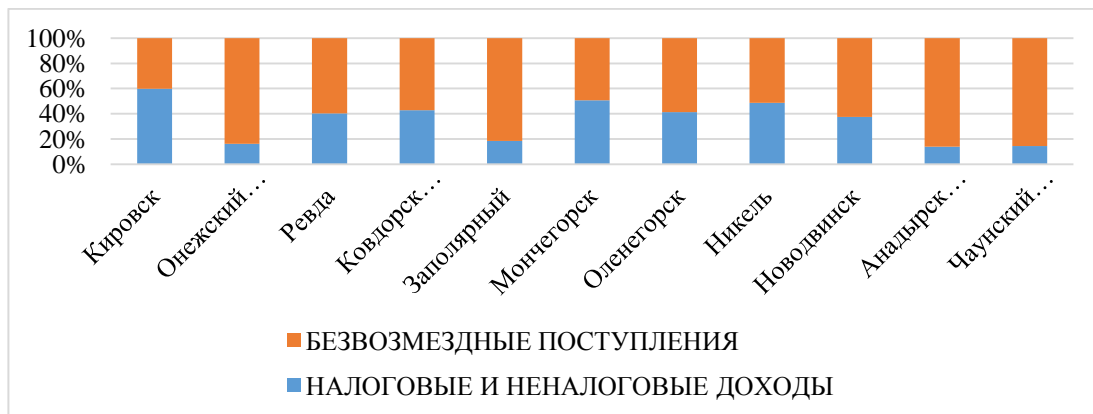 100%
80%
60%
40%
20%
0%
Кировск
Онежский…
Ревда
Ковдорск…
Заполярный
Мончегорск
Оленегорск
Никель
Новодвинск
Анадырск…
Чаунский…
БЕЗВОЗМЕЗДНЫЕ ПОСТУПЛЕНИЯ
НАЛОГОВЫЕ И НЕНАЛОГОВЫЕ ДОХОДЫ